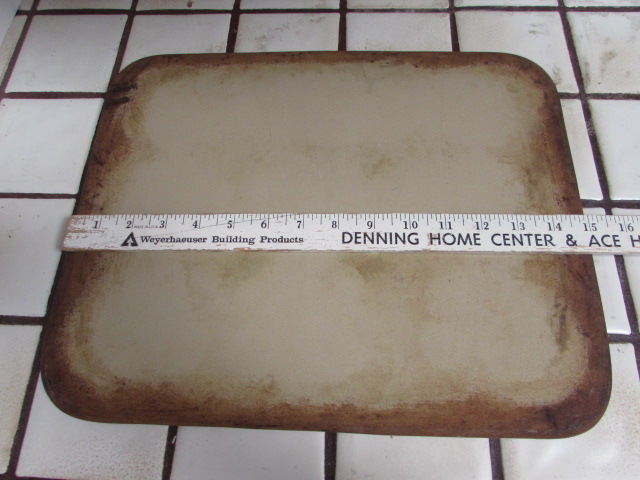 1 2 3 4 5 6 7 8 9 10 11 12 13 14 15 16
Weyerhaeuser Building Products DENNING HOME CENTER & ACE H